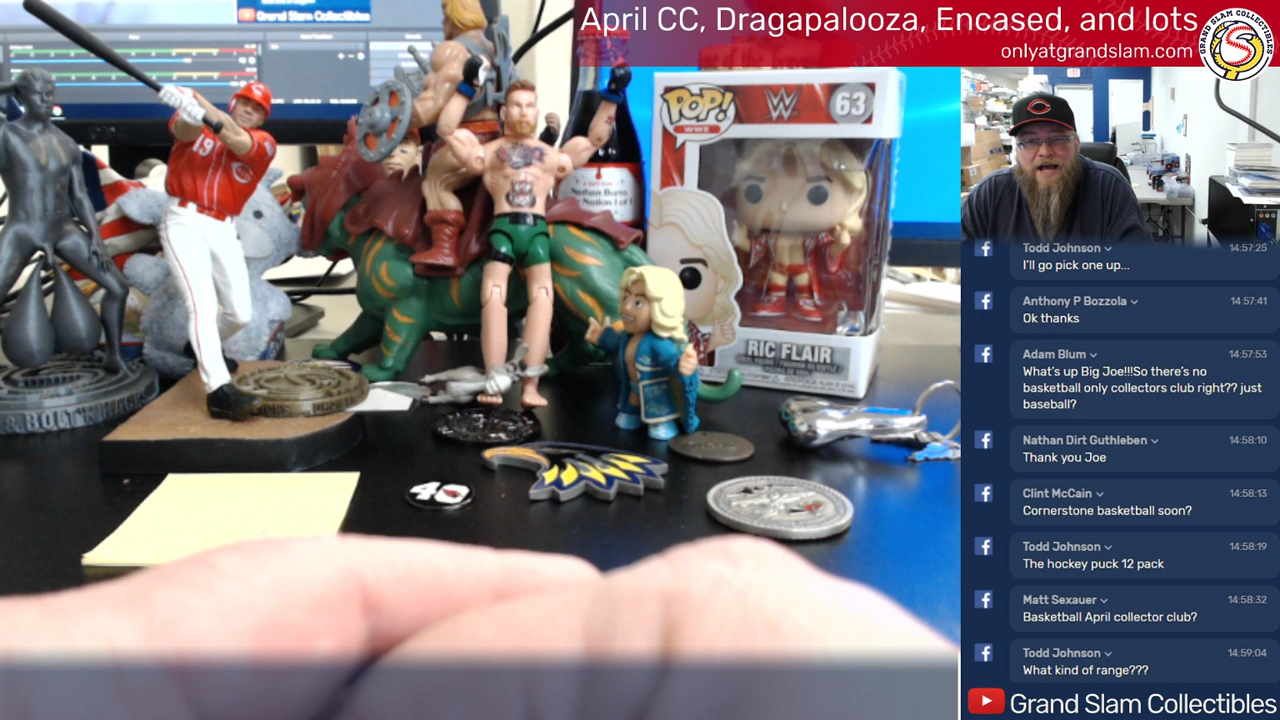 April CC, Dragapalooza, Encased, and lots
onlyatgrandslam.com
GRAND SLAM COLLECTIBLES
S
Grand Slam Collectibles
19
POP!
WWE
W
63
Nathan Burns
RIC FLAIR
40
Todd Johnson 14:57:25
I'll go pick one up...
Anthony P Bozzola 14:57:41
Ok thanks
Adam Blum 14:57:53
What's up Big Joe!!!So there's no
basketball only collectors club right?? just
baseball?
Nathan Dirt Guthleben 14:58:10
Thank you Joe
Clint McCain 14:58:13
Cornerstone basketball soon?
Todd Johnson 14:58:19
The hockey puck 12 pack
Matt Sexauer 14:58:32
Basketball April collector club?
Todd Johnson 14:59:04
What kind of range???
Grand Slam Collectibles